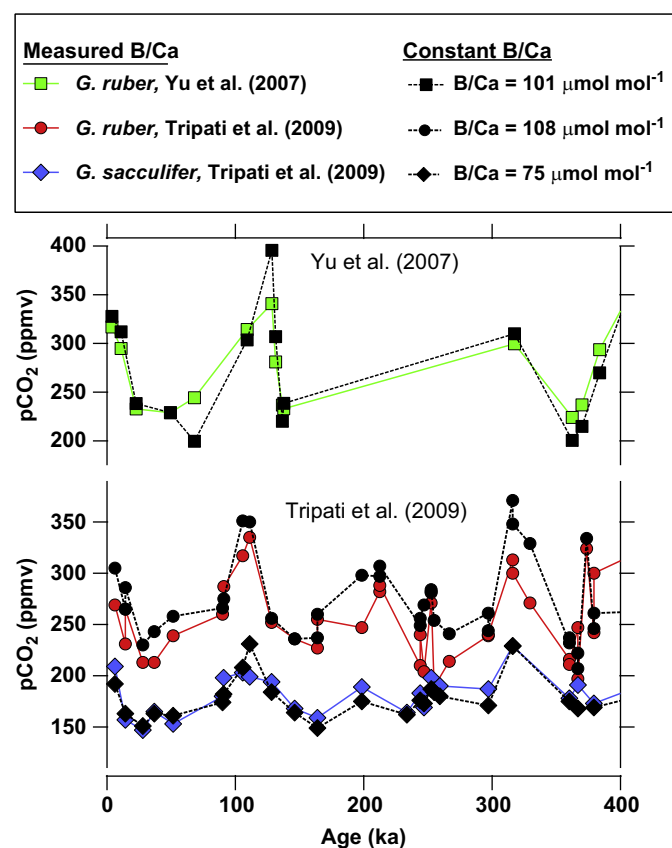 Measured B/Ca
Constant B/Ca
G. ruber, Yu et al. (2007)
B/Ca = 101 μmol mol⁻¹
G. ruber, Tripati et al. (2009)
B/Ca = 108 μmol mol⁻¹
G. sacculifer, Tripati et al. (2009)
B/Ca = 75 μmol mol⁻¹
400
350
300
250
200
pCO₂ (ppmv)
Yu et al. (2007)
350
300
250
200
150
pCO₂ (ppmv)
Tripati et al. (2009)
0 100 200 300 400
Age (ka)